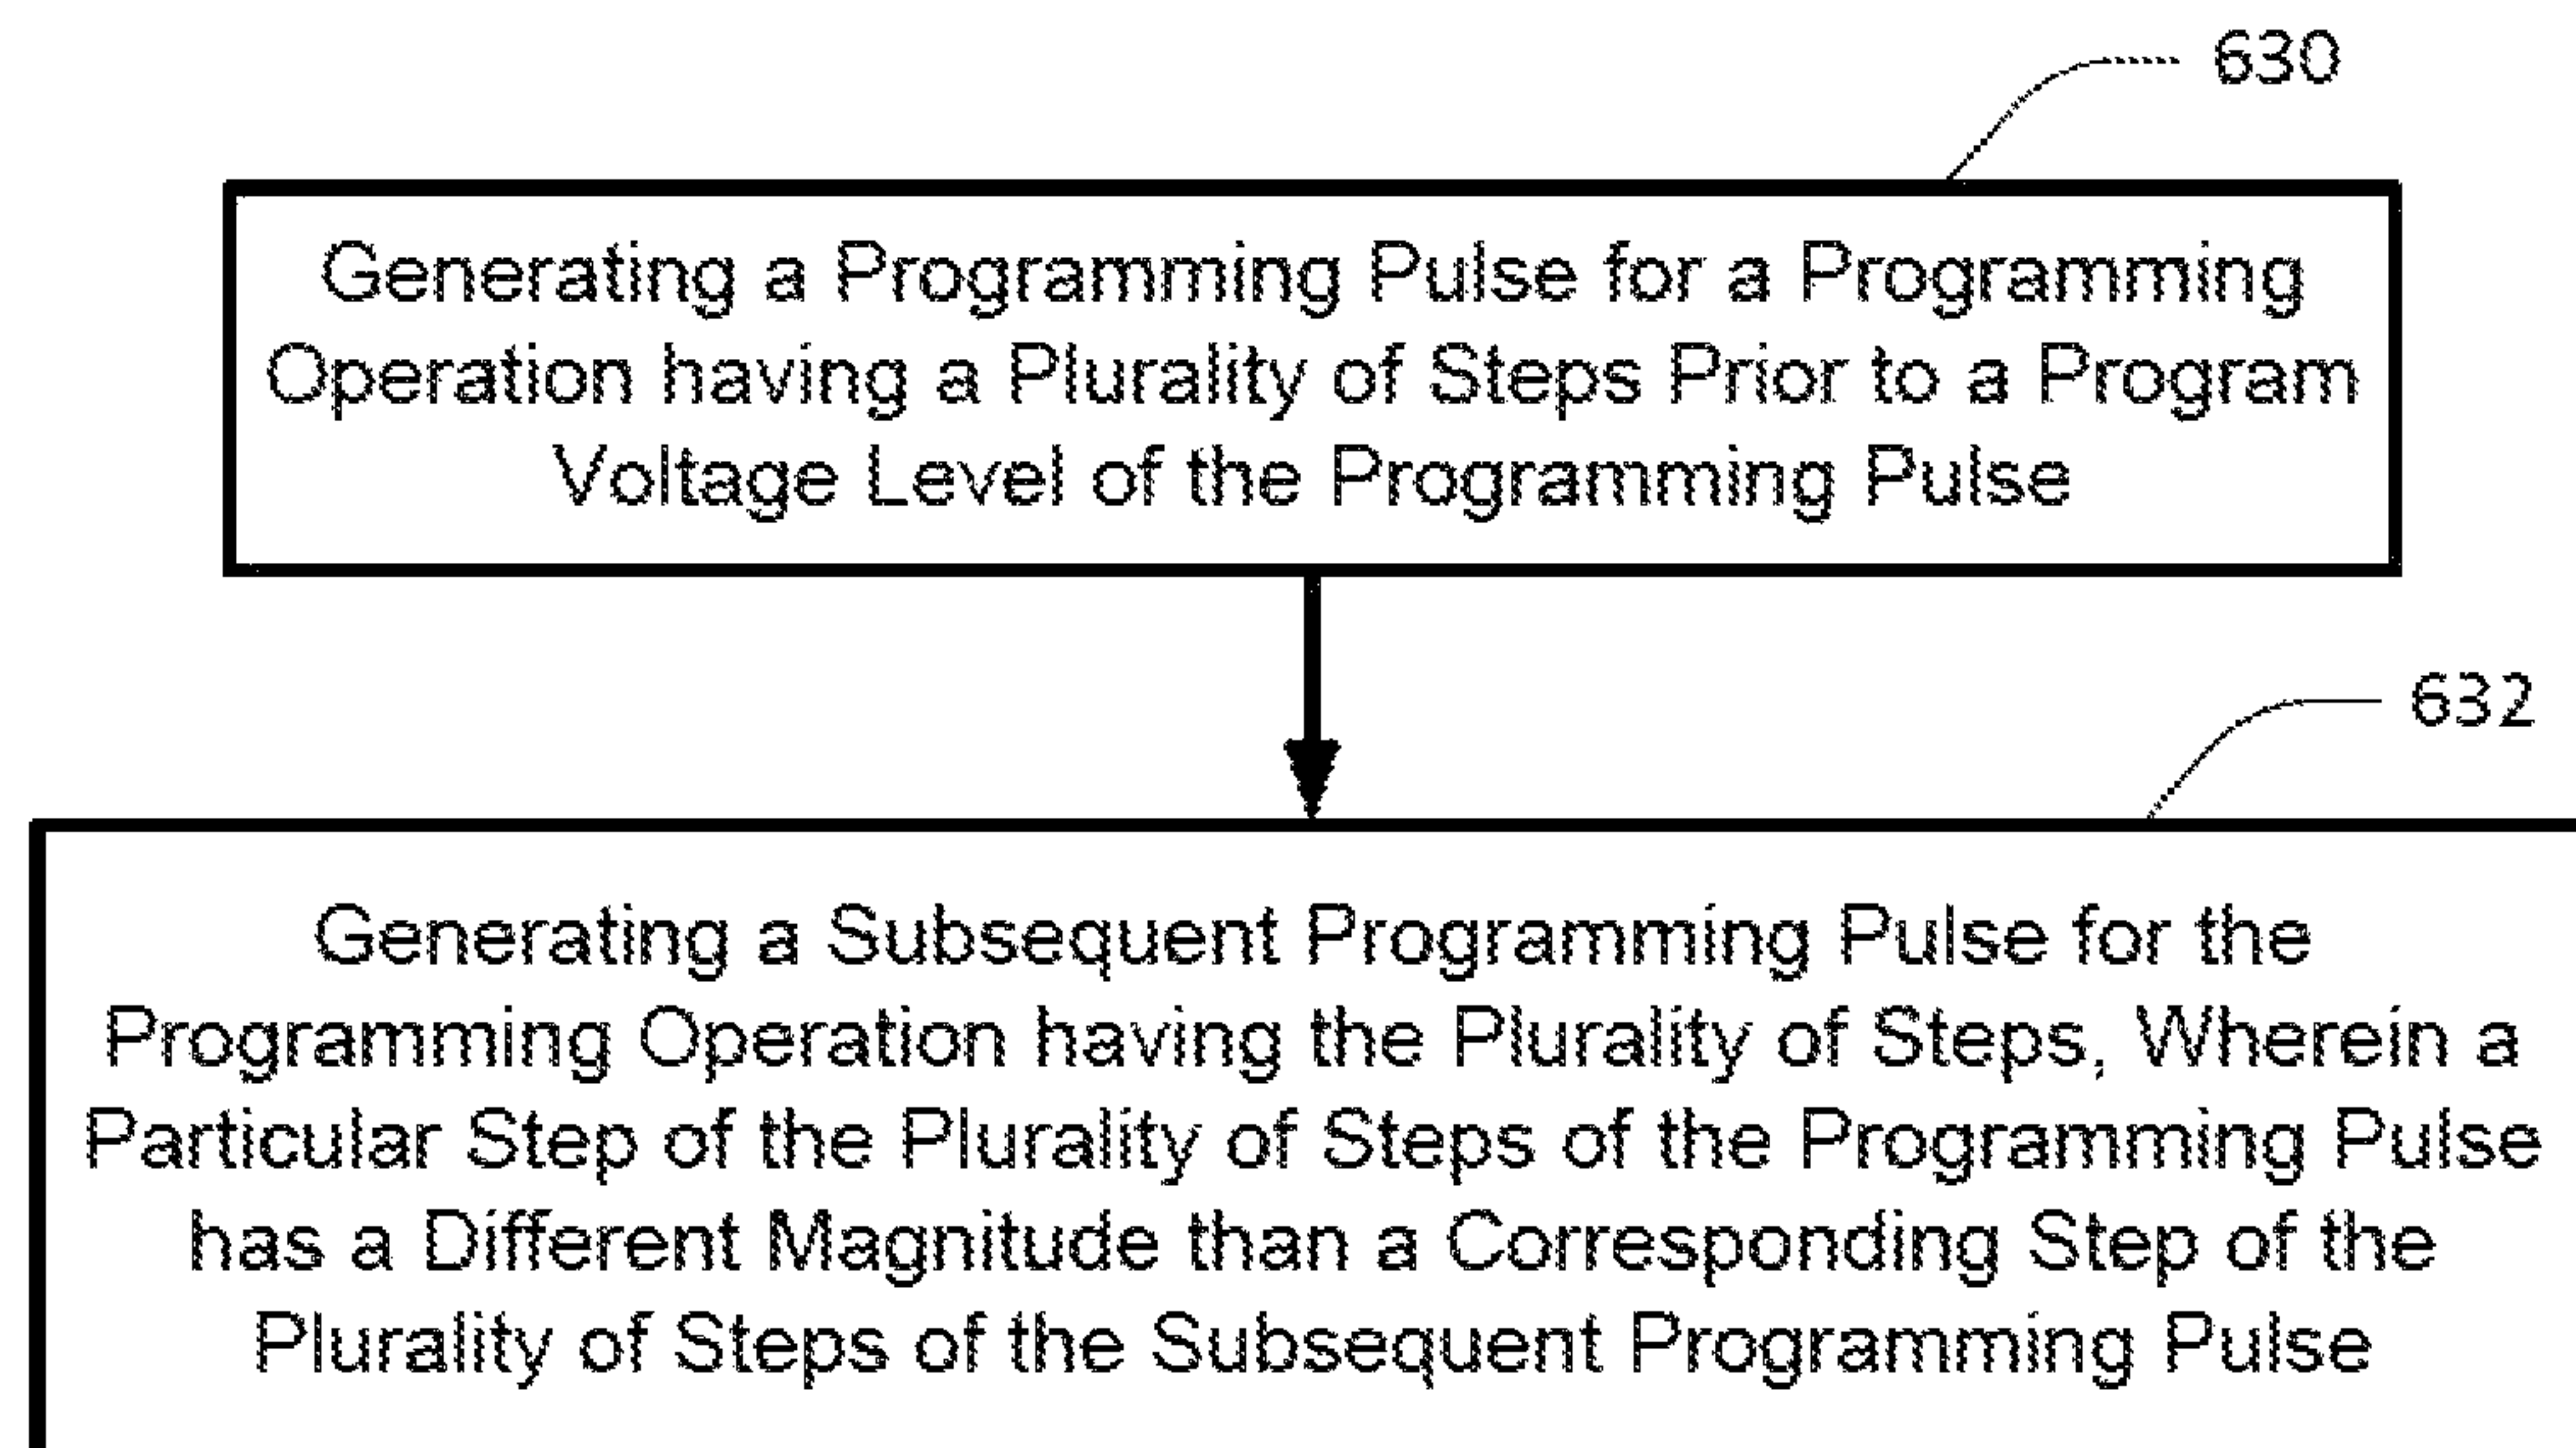 630
Generating a Programming Pulse for a Programming
Operation having a Plurality of Steps Prior to a Program
Voltage Level of the Programming Pulse
632
Generating a Subsequent Programming Pulse for the
Programming Operation having the Plurality of Steps, Wherein a
Particular Step of the Plurality of Steps of the Programming Pulse
has a Different Magnitude than a Corresponding Step of the
Plurality of Steps of the Subsequent Programming Pulse